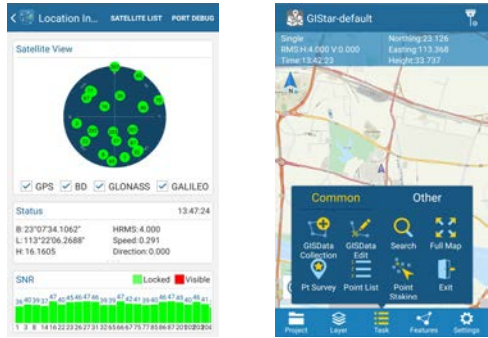 Location In...
SATELLITE LIST
PORT DEBUG
Satellite View
GPS
BD
GLONASS
GALILEO
Status
13:47:24
B:23°07'34.1062"
HRMS:4.000
L:113°22'06.2688"
Speed:0.291
H:16.1605
Direction:0.000
SNR
Locked
Visible
GIStar-default
Single
Northing:23.126
RMS:H:4.000 V:0.000
Easting:113.368
Time:13:42:23
Height:33.737
Common
Other
GISData
Collection
GISData
Edit
Search
Full Map
Pt Survey
Point List
Point
Staking
Exit
Project
Layer
Task
Features
Settings